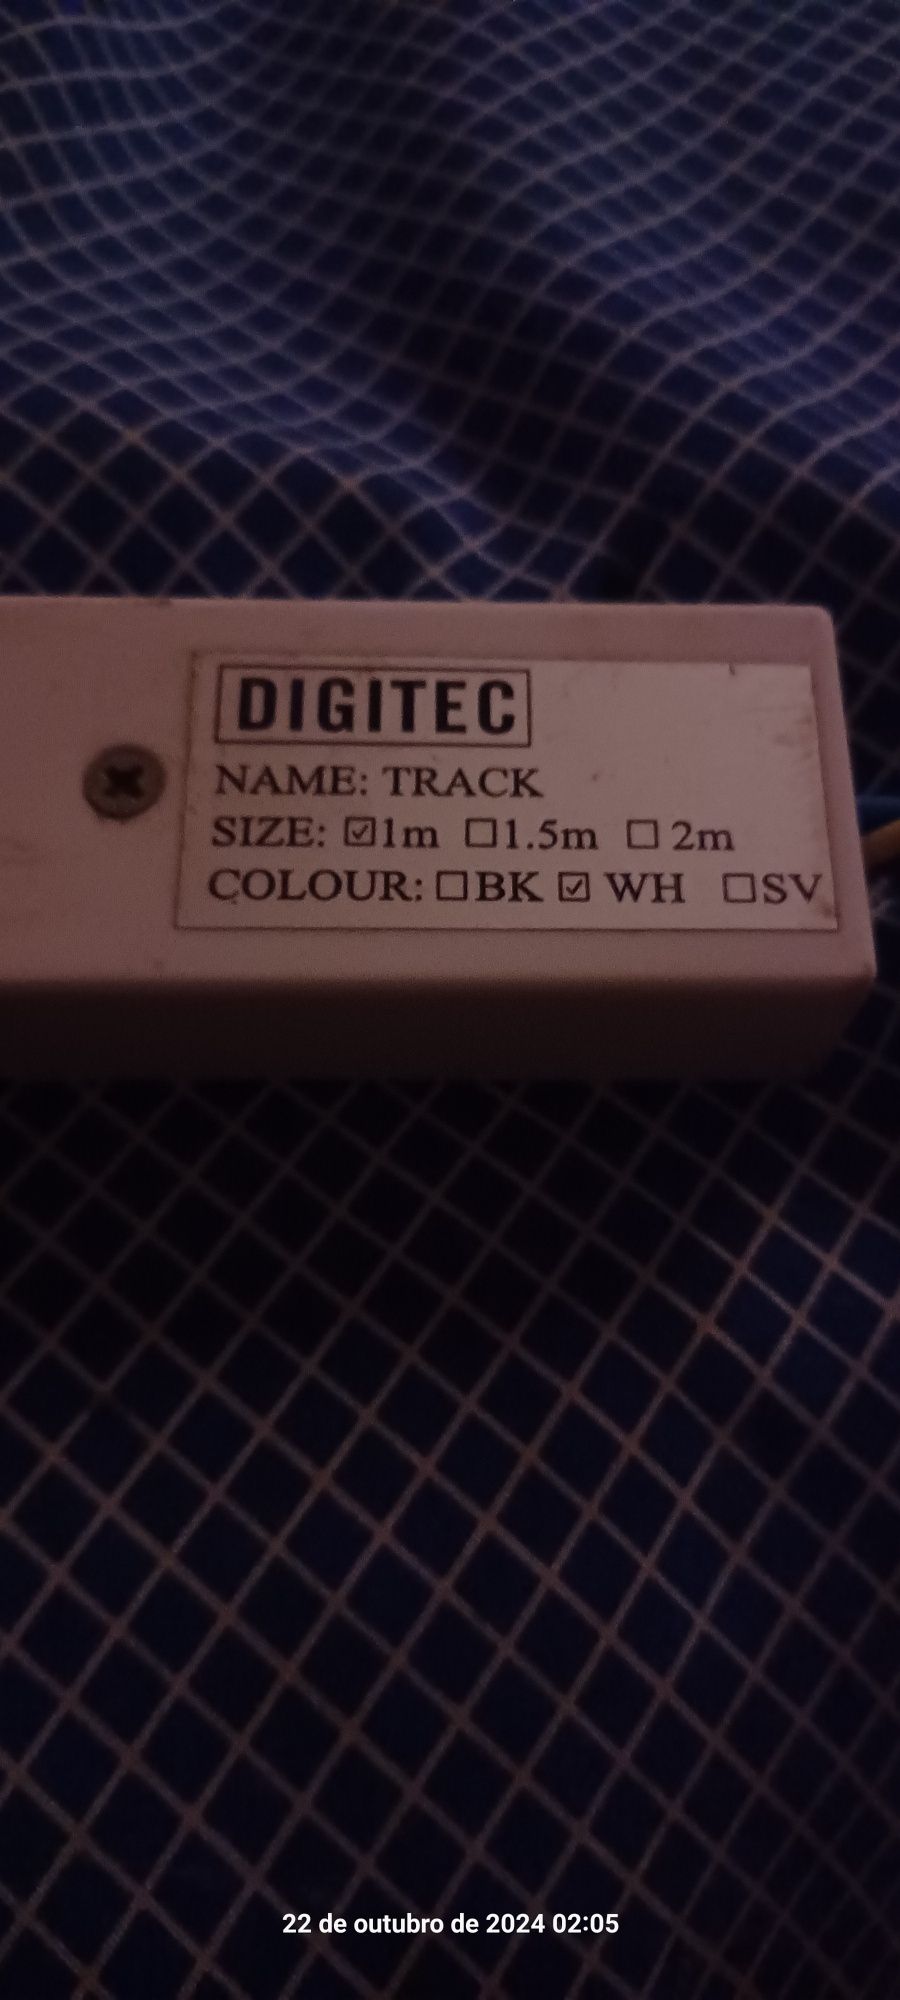 DIGITEC
NAME: TRACK
SIZE: ☑1m ☐1.5m ☐ 2m
COLOUR: ☐BK ☑ WH ☐SV
22 de outubro de 2024 02:05